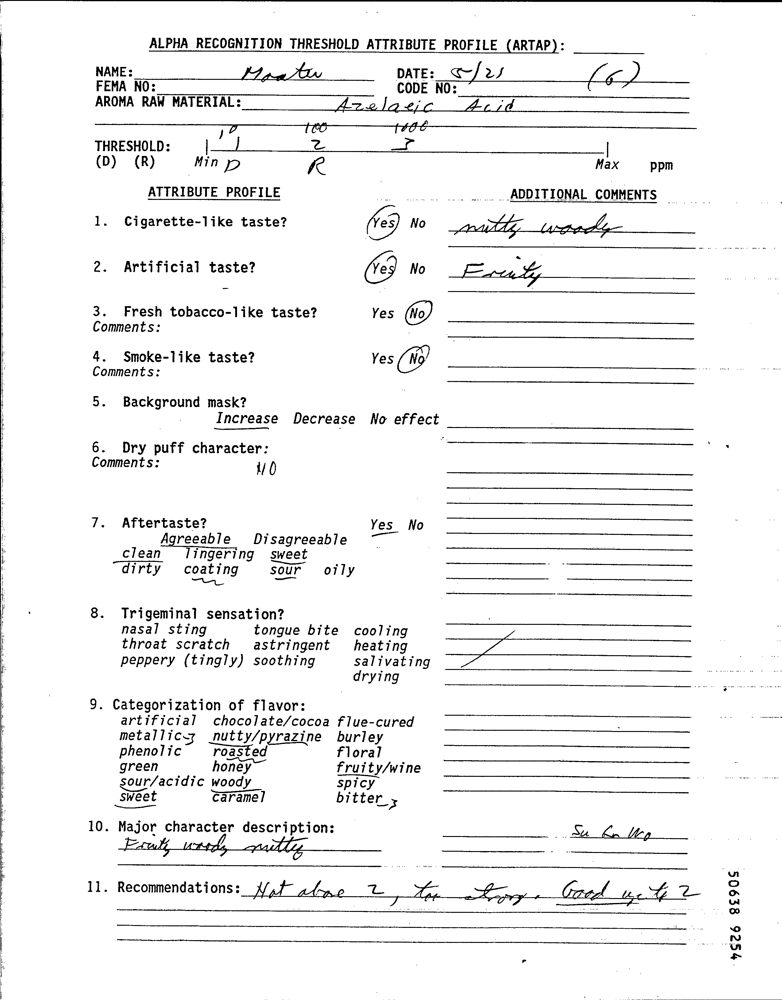 ALPHA RECOGNITION THRESHOLD ATTRIBUTE PROFILE (ARTAP):
NAME: DATE: 5/21 (6)
FEMA NO: CODE NO:
AROMA RAW MATERIAL: Azelaeic Acid
10 100 1000
THRESHOLD: 1 2 3
(D) (R) Min D R Max ppm
ATTRIBUTE PROFILE ADDITIONAL COMMENTS
1. Cigarette-like taste? Yes No nutty woody
2. Artificial taste? Yes No Fruity
3. Fresh tobacco-like taste? Yes No
Comments:
4. Smoke-like taste? Yes No
Comments:
5. Background mask?
Increase Decrease No effect
6. Dry puff character:
Comments: NO
7. Aftertaste? Yes No
Agreeable Disagreeable
clean lingering sweet
dirty coating sour oily
8. Trigeminal sensation?
nasal sting tongue bite cooling
throat scratch astringent heating
peppery (tingly) soothing salivating
drying
9. Categorization of flavor:
artificial chocolate/cocoa flue-cured
metallic 3 nutty/pyrazine burley
phenolic roasted floral
green honey fruity/wine
sour/acidic woody spicy
sweet caramel bitter 3
10. Major character description:
Fruity woody nutty
11. Recommendations: Not above 2, too strong. Good up to 2
50638 9254